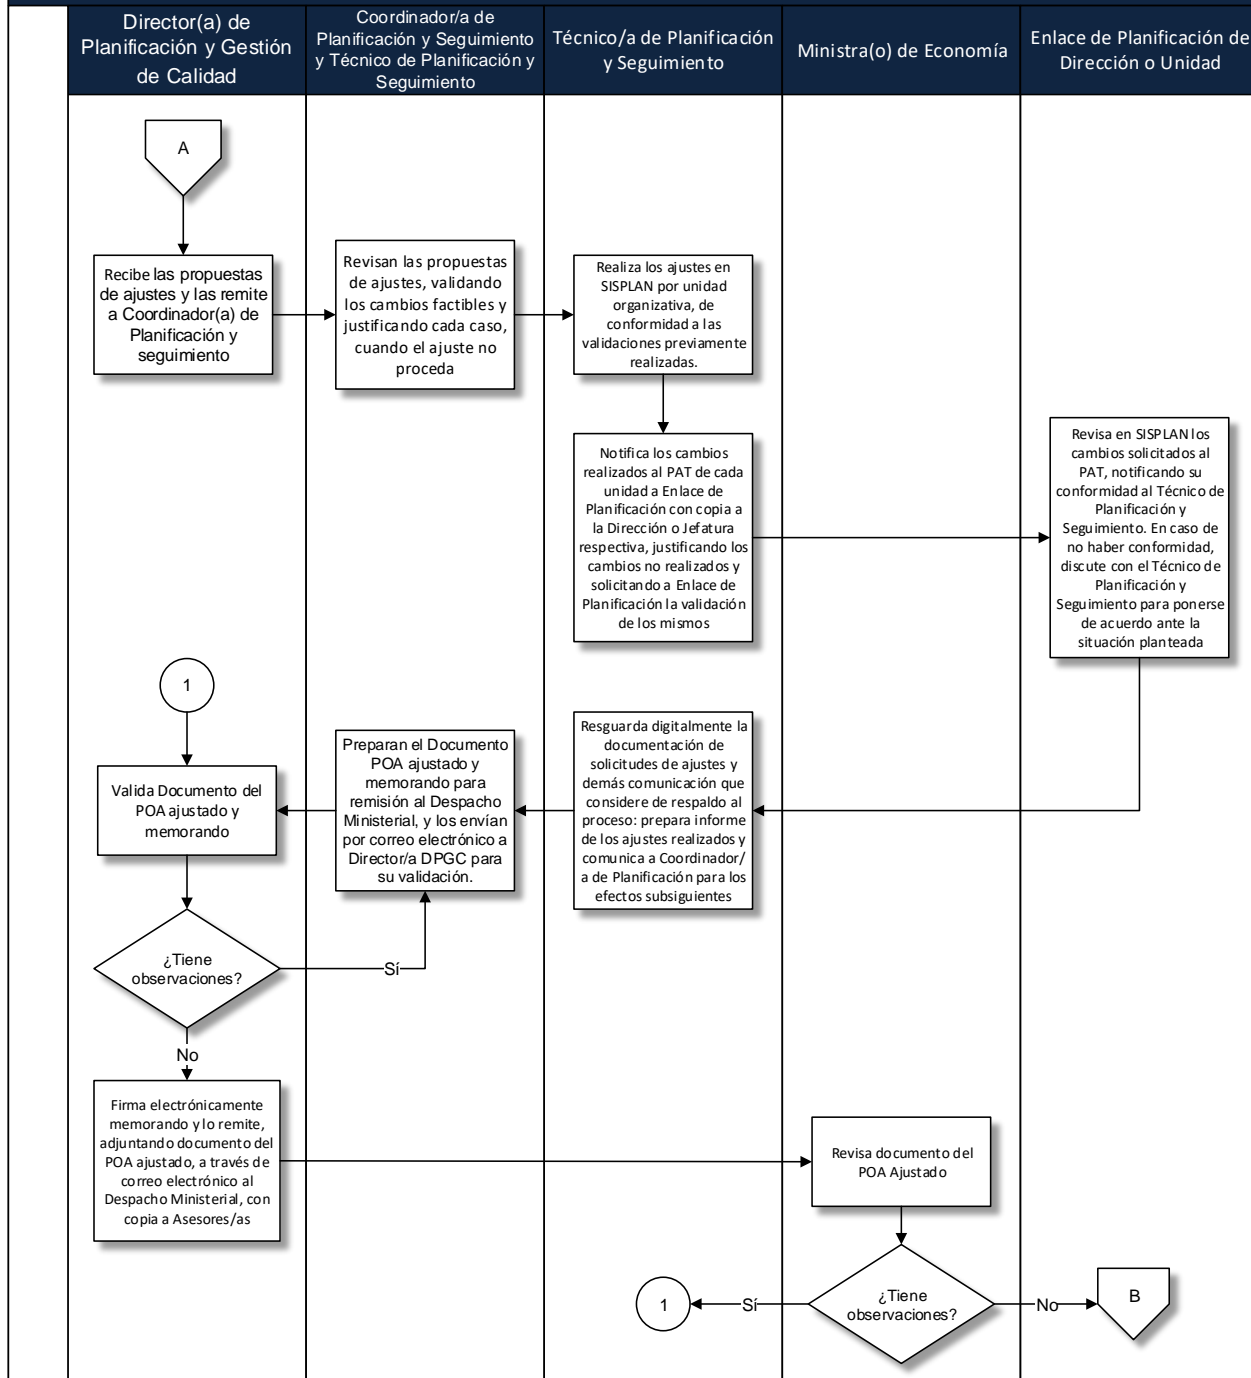 Director(a) de
Planificación y Gestión
de Calidad
Coordinador/a de
Planificación y Seguimiento
y Técnico de Planificación y
Seguimiento
Técnico/a de Planificación
y Seguimiento
Ministra(o) de Economía
Enlace de Planificación de
Dirección o Unidad
A
Recibe las propuestas
de ajustes y las remite
a Coordinador(a) de
Planificación y
seguimiento
Revisan las propuestas
de ajustes, validando
los cambios factibles y
justificando cada caso,
cuando el ajuste no
proceda
Realiza los ajustes en
SISPLAN por unidad
organizativa, de
conformidad a las
validaciones previamente
realizadas.
Notifica los cambios
realizados al PAT de cada
unidad a Enlace de
Planificación con copia a
la Dirección o Jefatura
respectiva, justificando los
cambios no realizados y
solicitando a Enlace de
Planificación la validación
de los mismos
Revisa en SISPLAN los
cambios solicitados al
PAT, notificando su
conformidad al Técnico de
Planificación y
Seguimiento. En caso de
no haber conformidad,
discute con el Técnico de
Planificación y
Seguimiento para ponerse
de acuerdo ante la
situación planteada
1
Valida Documento del
POA ajustado y
memorando
Preparan el Documento
POA ajustado y
memorando para
remisión al Despacho
Ministerial, y los envían
por correo electrónico a
Director/a DPGC para
su validación.
Resguarda digitalmente la
documentación de
solicitudes de ajustes y
demás comunicación que
considere de respaldo al
proceso: prepara informe
de los ajustes realizados y
comunica a Coordinador/
a de Planificación para los
efectos subsiguientes
¿Tiene
observaciones?
Sí
No
Firma electrónicamente
memorando y lo remite,
adjuntando documento del
POA ajustado, a través de
correo electrónico al
Despacho Ministerial, con
copia a Asesores/as
Revisa documento del
POA Ajustado
¿Tiene
observaciones?
Sí
1
No
B